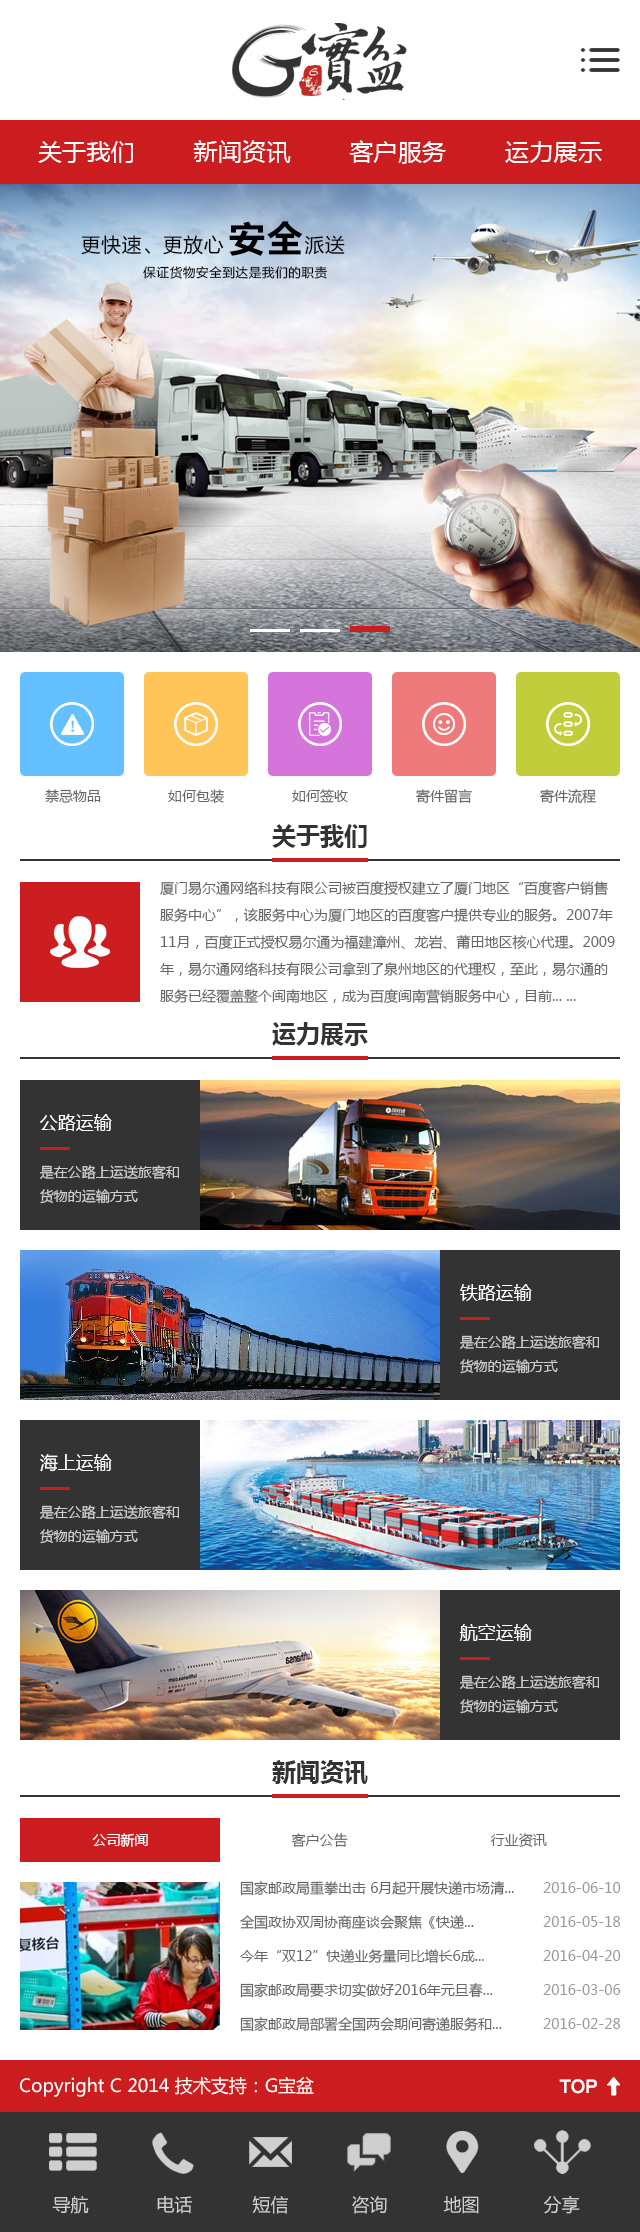 G寶盆
关于我们 新闻资讯 客户服务 运力展示
更快速、更放心 安全派送
保证货物安全到达是我们的职责
禁忌物品 如何包装 如何签收 寄件留言 寄件流程
关于我们
厦门易尔通网络科技有限公司被百度授权建立了厦门地区“百度客户销售
服务中心”，该服务中心为厦门地区的百度客户提供专业的服务。2007年
11月，百度正式授权易尔通为福建漳州、龙岩、莆田地区核心代理。2009
年，易尔通网络科技有限公司拿到了泉州地区的代理权，至此，易尔通的
服务已经覆盖整个闽南地区，成为百度闽南营销服务中心，目前... ...
运力展示
公路运输
是在公路上运送旅客和
货物的运输方式
铁路运输
是在公路上运送旅客和
货物的运输方式
海上运输
是在公路上运送旅客和
货物的运输方式
Lufthansa
航空运输
是在公路上运送旅客和
货物的运输方式
新闻资讯
公司新闻 客户公告 行业资讯
复核台
国家邮政局重拳出击 6月起开展快递市场清... 2016-06-10
全国政协双周协商座谈会聚焦《快递... 2016-05-18
今年“双12”快递业务量同比增长6成... 2016-04-20
国家邮政局要求切实做好2016年元旦春... 2016-03-06
国家邮政局部署全国两会期间寄递服务和... 2016-02-28
Copyright C 2014 技术支持：G宝盆 TOP
导航 电话 短信 咨询 地图 分享